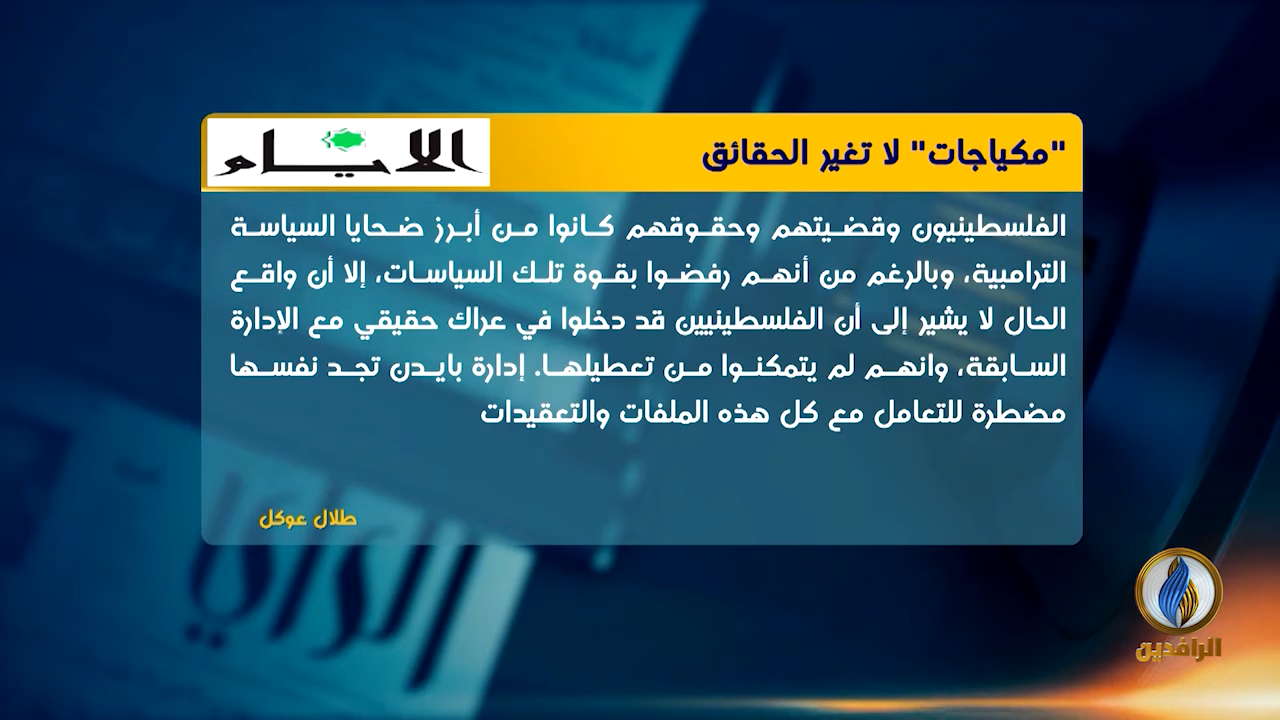 الأيام
"مكياجات" لا تغير الحقائق
الفلسطينيون وقضيتهم وحقوقهم كانوا من أبرز ضحايا السياسة
الترامبية، وبالرغم من أنهم رفضوا بقوة تلك السياسات، إلا أن واقع
الحال لا يشير إلى أن الفلسطينيين قد دخلوا في عراك حقيقي مع الإدارة
السابقة، وانهم لم يتمكنوا من تعطيلها. إدارة بايدن تجد نفسها
مضطرة للتعامل مع كل هذه الملفات والتعقيدات
طلال عوكل
الراي
الرافدين